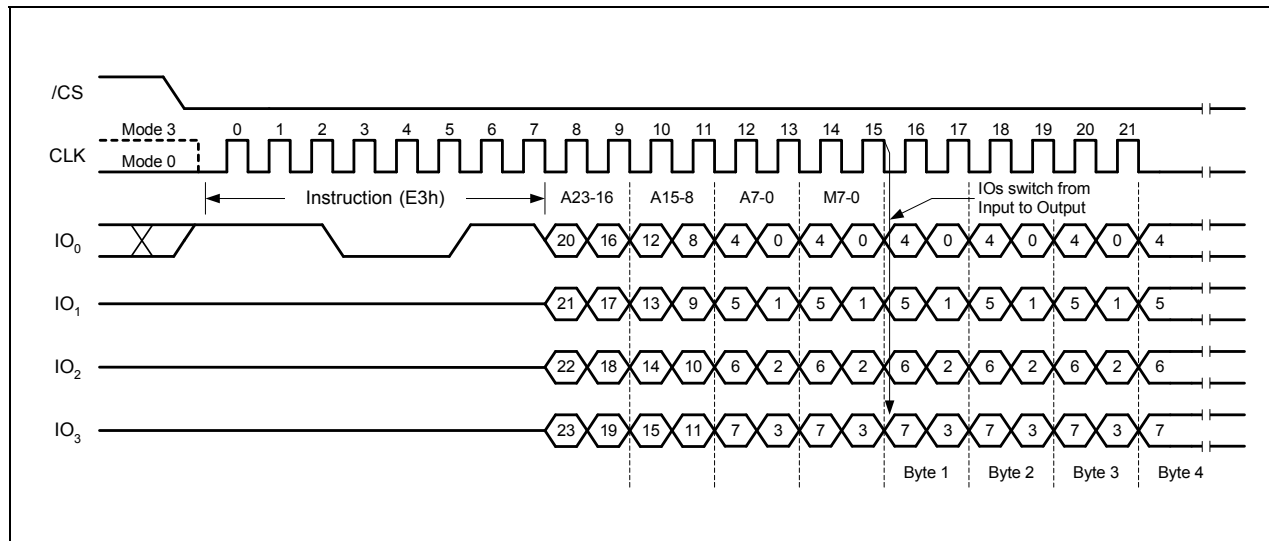 /CS
Mode 3 0 1 2 3 4 5 6 7 8 9 10 11 12 13 14 15 16 17 18 19 20 21
CLK
Mode 0
Instruction (E3h) A23-16 A15-8 A7-0 M7-0
IOs switch from
Input to Output
IO0 20 16 12 8 4 0 4 0 4 0 4 0 4 0 4
IO1 21 17 13 9 5 1 5 1 5 1 5 1 5 1 5
IO2 22 18 14 10 6 2 6 2 6 2 6 2 6 2 6
IO3 23 19 15 11 7 3 7 3 7 3 7 3 7 3 7
Byte 1 Byte 2 Byte 3 Byte 4